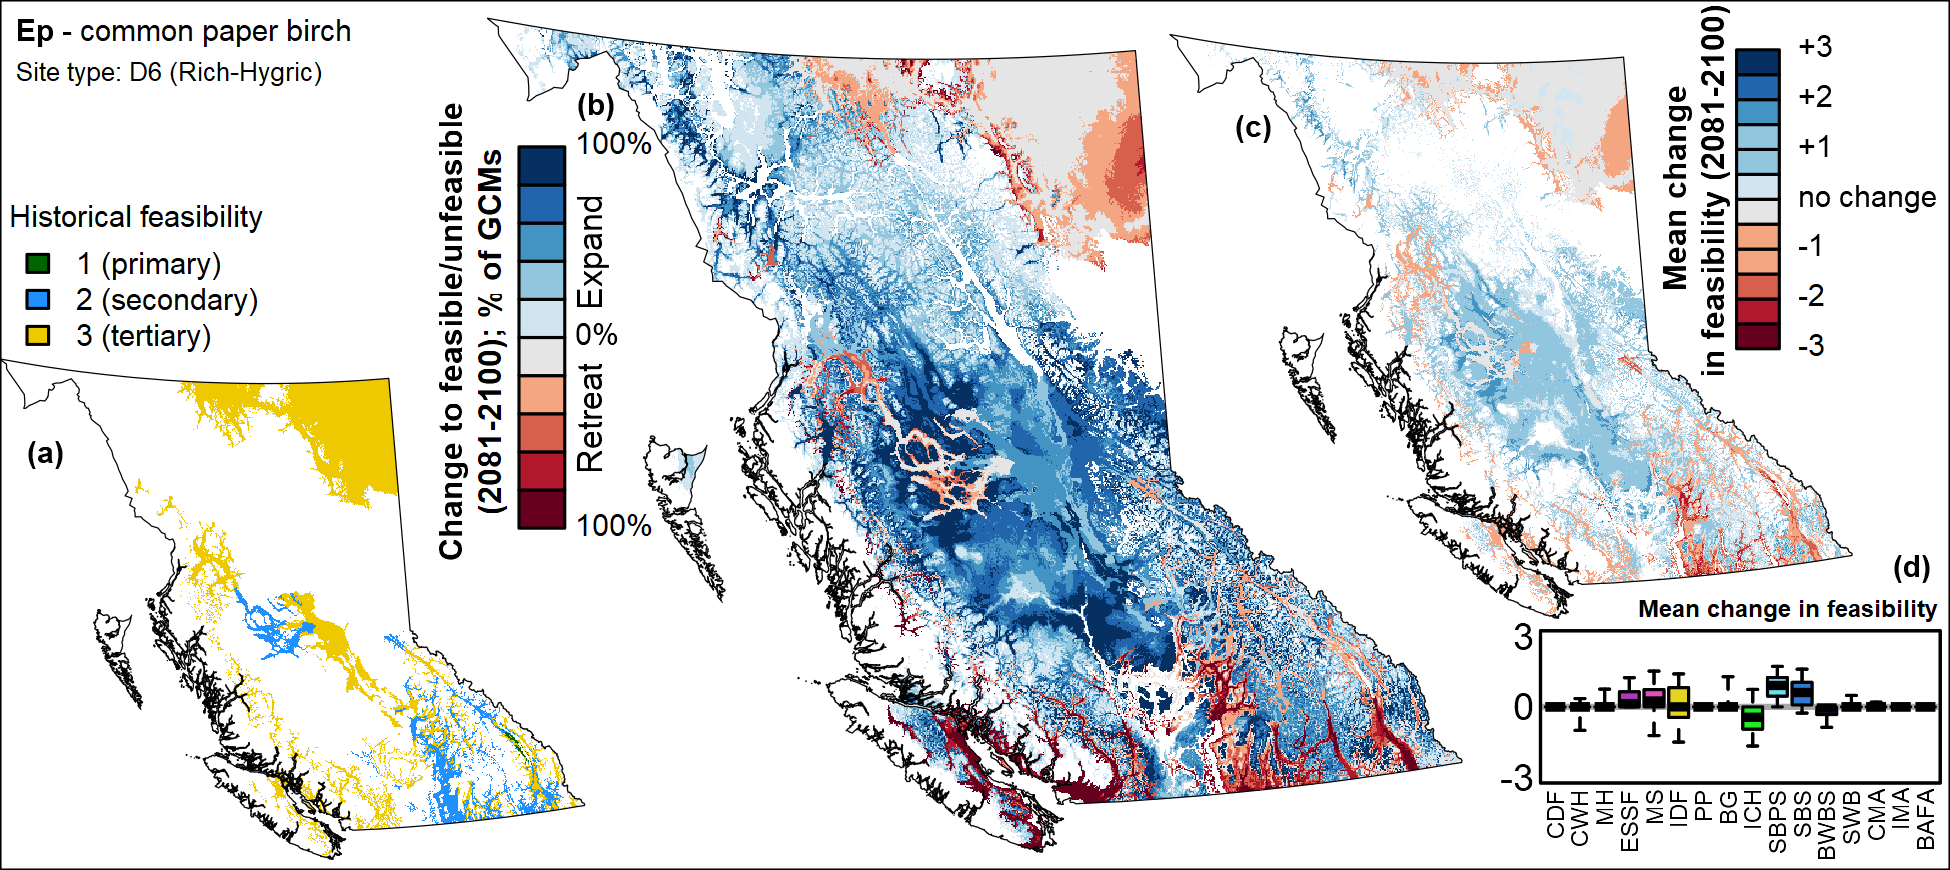 Ep - common paper birch
Site type: D6 (Rich-Hygric)
Historical feasibility
1 (primary)
2 (secondary)
3 (tertiary)
(a)
(b)
Change to feasible/unfeasible
(2081-2100); % of GCMs
100%
Expand
0%
Retreat
100%
(c)
Mean change
in feasibility (2081-2100)
+3
+2
+1
no change
-1
-2
-3
(d)
Mean change in feasibility
3
0
-3
CDF
CWH
MH
ESSF
MS
IDF
PP
BG
ICH
SBPS
SBS
BWBS
SWB
CMA
IMA
BAFA